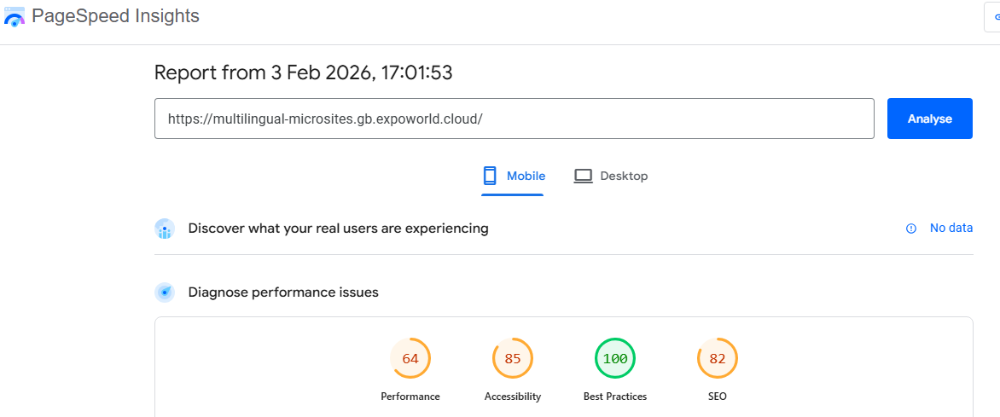 PageSpeed Insights
Report from 3 Feb 2026, 17:01:53
https://multilingual-microsites.gb.expoworld.cloud/
Analyse
Mobile
Desktop
Discover what your real users are experiencing
No data
Diagnose performance issues
64
85
100
82
Performance
Accessibility
Best Practices
SEO